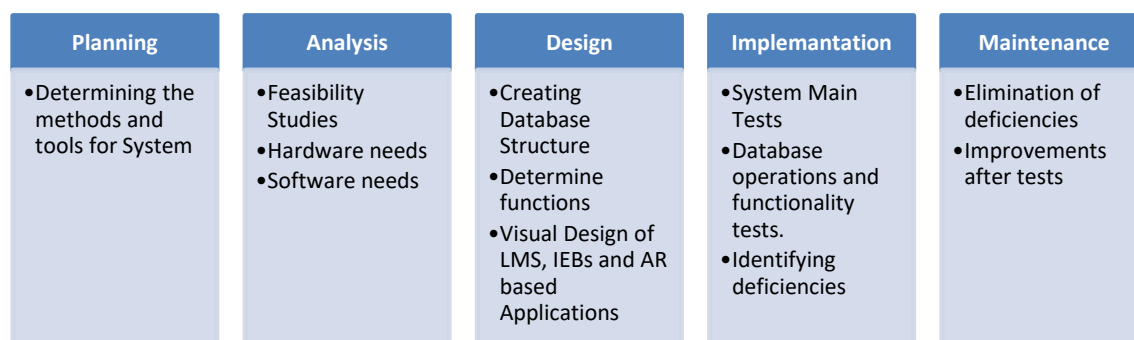 Planning
•Determining the
methods and
tools for System
Analysis
•Feasibility
Studies
•Hardware needs
•Software needs
Design
•Creating
Database
Structure
•Determine
functions
•Visual Design of
LMS, IEBs and AR
based
Applications
Implemantation
•System Main
Tests
•Database
operations and
functionality
tests.
•Identifying
deficiencies
Maintenance
•Elimination of
deficiencies
•Improvements
after tests